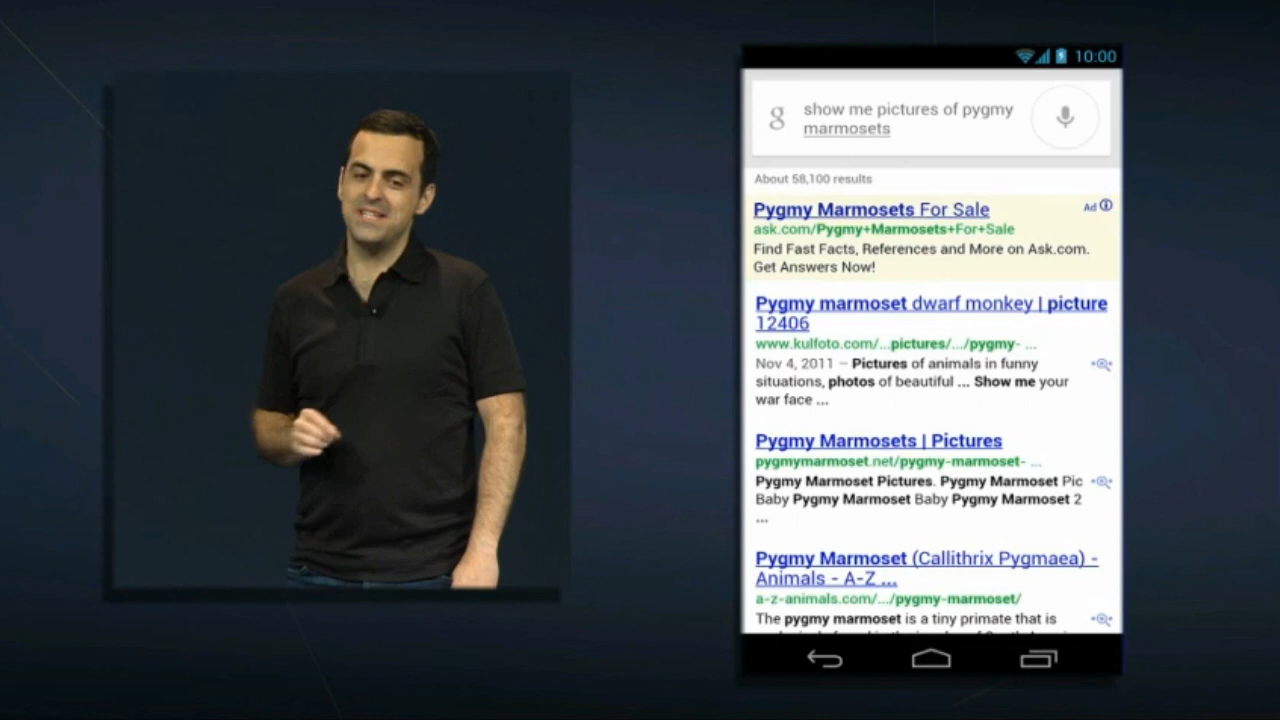 10:00
g
show me pictures of pygmy
marmosets
About 58,100 results
Pygmy Marmosets For Sale
Ad
ask.com/Pygmy+Marmosets+For+Sale
Find Fast Facts, References and More on Ask.com.
Get Answers Now!
Pygmy marmoset dwarf monkey | picture
12406
www.kulfoto.com/...pictures/.../pygmy- ...
Nov 4, 2011 – Pictures of animals in funny
situations, photos of beautiful ... Show me your
war face ...
Pygmy Marmosets | Pictures
pygmymarmoset.net/pygmy-marmoset- ...
Pygmy Marmoset Pictures. Pygmy Marmoset Pic
Baby Pygmy Marmoset Baby Pygmy Marmoset 2
...
Pygmy Marmoset (Callithrix Pygmaea) -
Animals - A-Z ...
a-z-animals.com/.../pygmy-marmoset/
The pygmy marmoset is a tiny primate that is